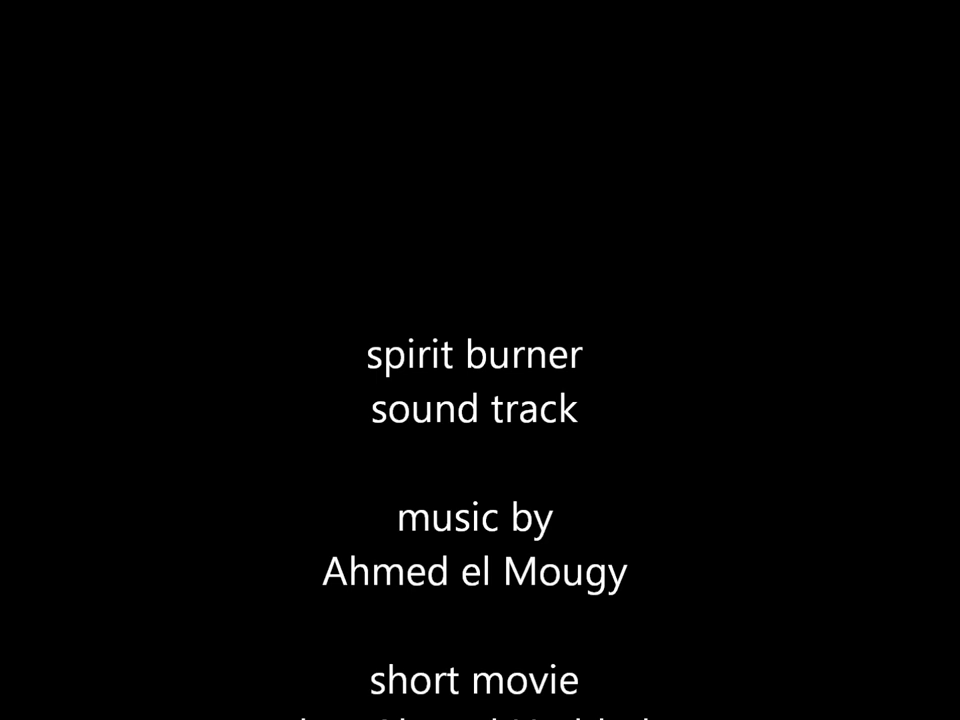 spirit burner
sound track
music by
Ahmed el Mougy
short movie